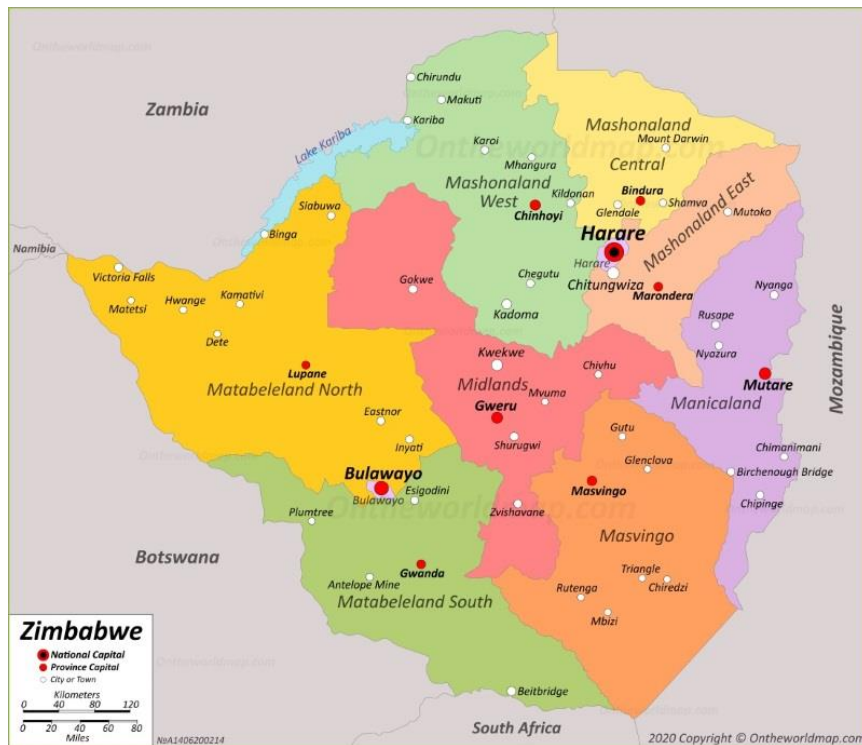 Zambia
Chirundu
Makuti
Kariba
Lake Kariba
Karoi
Mhangura
Mashonaland
West
Kildonan
Chinhoyi
Chegutu
Kadoma
Mashonaland
Central
Mount Darwin
Bindura
Glendale
Shamva
Mashonaland East
Mutoko
Harare
Harare
Chitungwiza
Marondera
Siabuwa
Binga
Namibia
Victoria Falls
Matetsi
Hwange
Kamativi
Dete
Lupane
Matabeleland North
Eastnor
Inyati
Gokwe
Kwekwe
Midlands
Chivhu
Mvuma
Gweru
Shurugwi
Zvishavane
Nyanga
Rusape
Nyazura
Mutare
Manicaland
Chimanimani
Birchenough Bridge
Chipinge
Mozambique
Gutu
Glenclova
Masvingo
Masvingo
Triangle
Chiredzi
Rutenga
Mbizi
Bulawayo
Bulawayo
Esigodini
Plumtree
Gwanda
Antelope Mine
Matabeleland South
Beitbridge
Botswana
South Africa
Zimbabwe
National Capital
Province Capital
City or Town
Kilometers
0 40 80 120
0 20 40 60 80
Miles
№A1406200214
2020 Copyright © Ontheworldmap.com
Ontheworldmap.com
Ontheworldmap.com